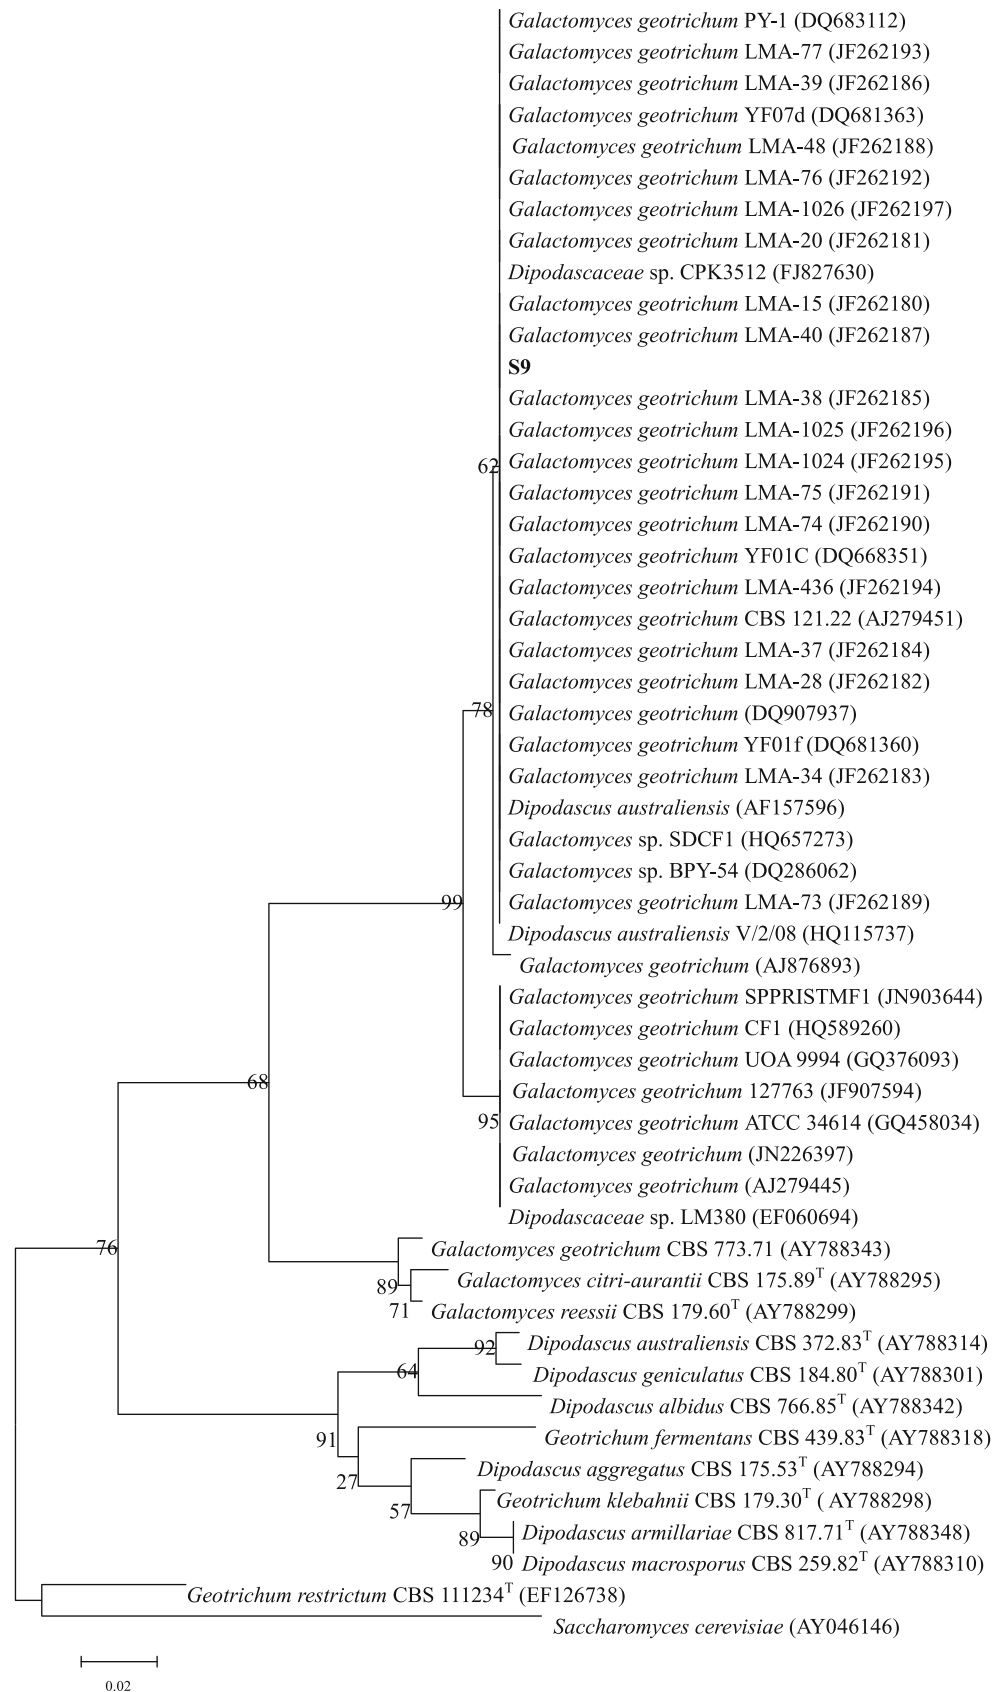 Galactomyces geotrichum PY-1 (DQ683112)
Galactomyces geotrichum LMA-77 (JF262193)
Galactomyces geotrichum LMA-39 (JF262186)
Galactomyces geotrichum YF07d (DQ681363)
Galactomyces geotrichum LMA-48 (JF262188)
Galactomyces geotrichum LMA-76 (JF262192)
Galactomyces geotrichum LMA-1026 (JF262197)
Galactomyces geotrichum LMA-20 (JF262181)
Dipodascaceae sp. CPK3512 (FJ827630)
Galactomyces geotrichum LMA-15 (JF262180)
Galactomyces geotrichum LMA-40 (JF262187)
S9
Galactomyces geotrichum LMA-38 (JF262185)
Galactomyces geotrichum LMA-1025 (JF262196)
Galactomyces geotrichum LMA-1024 (JF262195)
62
Galactomyces geotrichum LMA-75 (JF262191)
Galactomyces geotrichum LMA-74 (JF262190)
Galactomyces geotrichum YF01C (DQ668351)
Galactomyces geotrichum LMA-436 (JF262194)
Galactomyces geotrichum CBS 121.22 (AJ279451)
Galactomyces geotrichum LMA-37 (JF262184)
Galactomyces geotrichum LMA-28 (JF262182)
78
Galactomyces geotrichum (DQ907937)
Galactomyces geotrichum YF01f (DQ681360)
Galactomyces geotrichum LMA-34 (JF262183)
Dipodascus australiensis (AF157596)
Galactomyces sp. SDCF1 (HQ657273)
Galactomyces sp. BPY-54 (DQ286062)
99
Galactomyces geotrichum LMA-73 (JF262189)
Dipodascus australiensis V/2/08 (HQ115737)
Galactomyces geotrichum (AJ876893)
Galactomyces geotrichum SPPRISTMF1 (JN903644)
Galactomyces geotrichum CF1 (HQ589260)
Galactomyces geotrichum UOA 9994 (GQ376093)
68
Galactomyces geotrichum 127763 (JF907594)
95
Galactomyces geotrichum ATCC 34614 (GQ458034)
Galactomyces geotrichum (JN226397)
Galactomyces geotrichum (AJ279445)
Dipodascaceae sp. LM380 (EF060694)
76
Galactomyces geotrichum CBS 773.71 (AY788343)
89
Galactomyces citri-aurantii CBS 175.89T (AY788295)
71
Galactomyces reessii CBS 179.60T (AY788299)
92
Dipodascus australiensis CBS 372.83T (AY788314)
64
Dipodascus geniculatus CBS 184.80T (AY788301)
Dipodascus albidus CBS 766.85T (AY788342)
91
Geotrichum fermentans CBS 439.83T (AY788318)
27
Dipodascus aggregatus CBS 175.53T (AY788294)
57
Geotrichum klebahnii CBS 179.30T ( AY788298)
89
Dipodascus armillariae CBS 817.71T (AY788348)
90
Dipodascus macrosporus CBS 259.82T (AY788310)
Geotrichum restrictum CBS 111234T (EF126738)
Saccharomyces cerevisiae (AY046146)
0.02